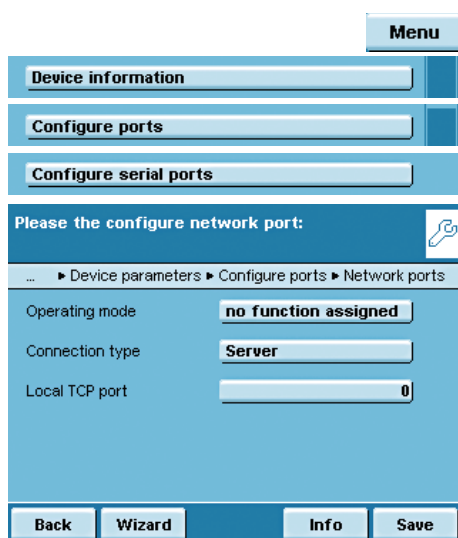 Menu
Device information
Configure ports
Configure serial ports
Please the configure network port:
... ► Device parameters ► Configure ports ► Network ports
Operating mode no function assigned
Connection type Server
Local TCP port 0
Back Wizard Info Save